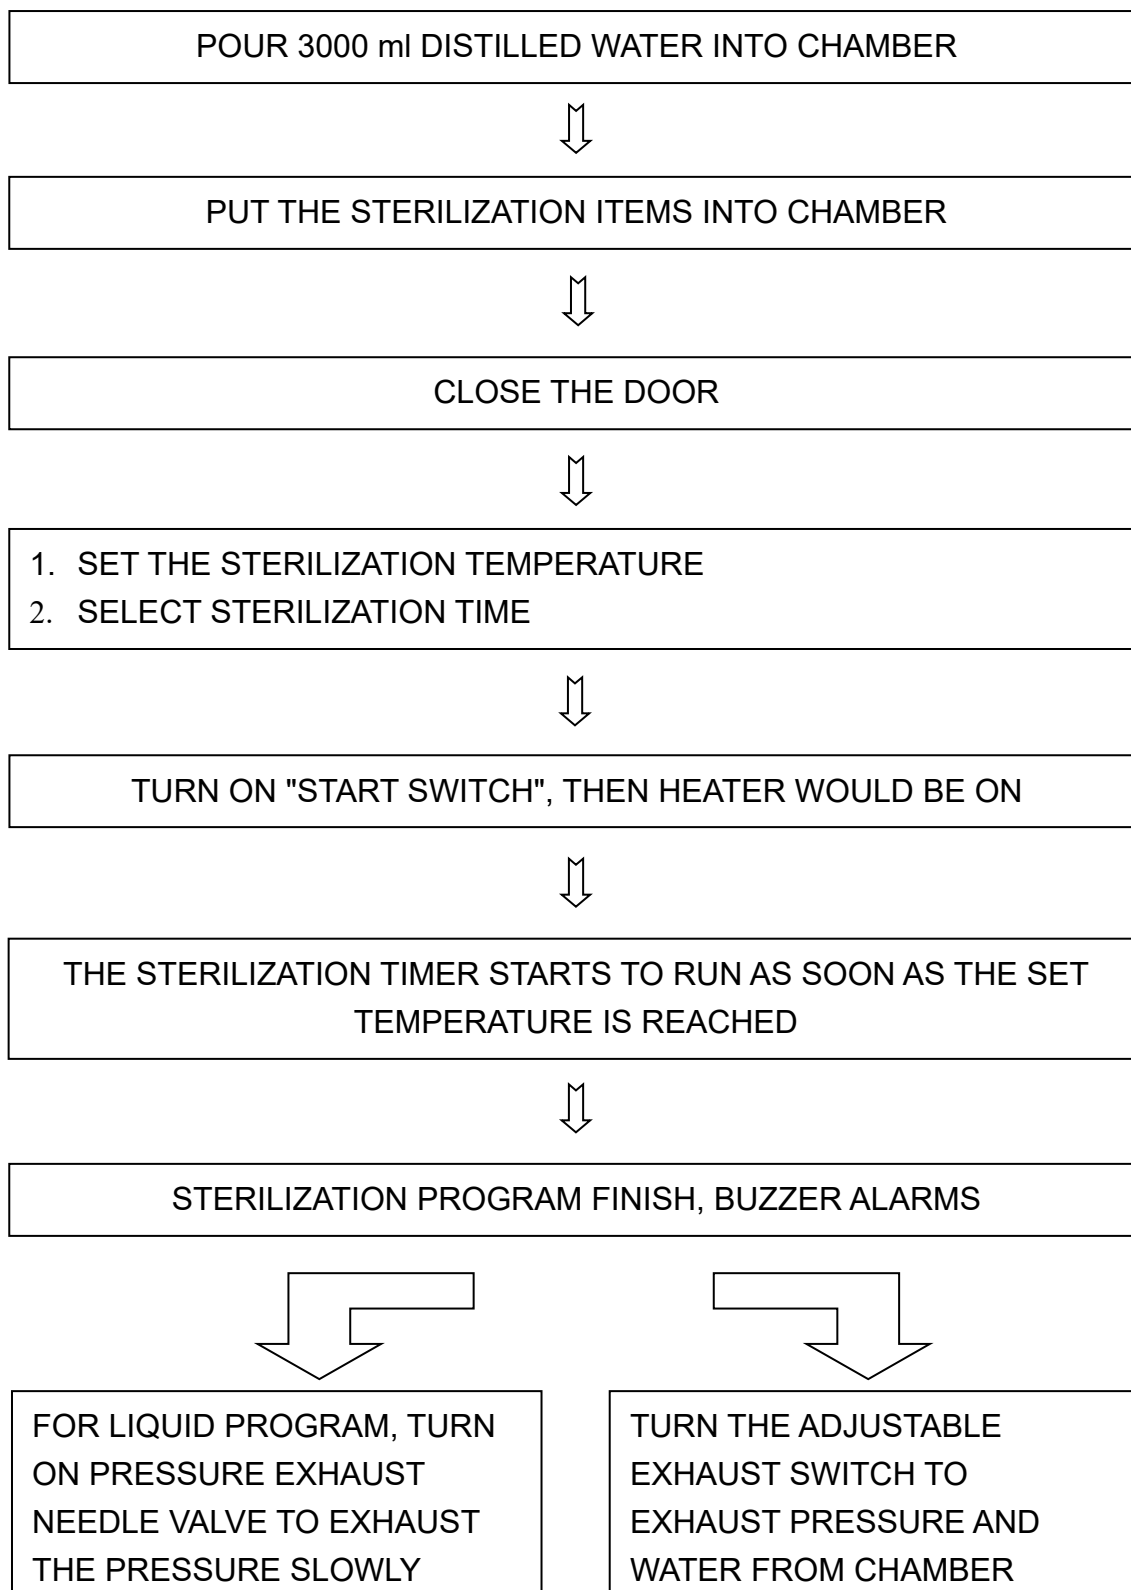 POUR 3000 ml DISTILLED WATER INTO CHAMBER
PUT THE STERILIZATION ITEMS INTO CHAMBER
CLOSE THE DOOR
1. SET THE STERILIZATION TEMPERATURE
2. SELECT STERILIZATION TIME
TURN ON "START SWITCH", THEN HEATER WOULD BE ON
THE STERILIZATION TIMER STARTS TO RUN AS SOON AS THE SET
TEMPERATURE IS REACHED
STERILIZATION PROGRAM FINISH, BUZZER ALARMS
FOR LIQUID PROGRAM, TURN
ON PRESSURE EXHAUST
NEEDLE VALVE TO EXHAUST
THE PRESSURE SLOWLY
TURN THE ADJUSTABLE
EXHAUST SWITCH TO
EXHAUST PRESSURE AND
WATER FROM CHAMBER